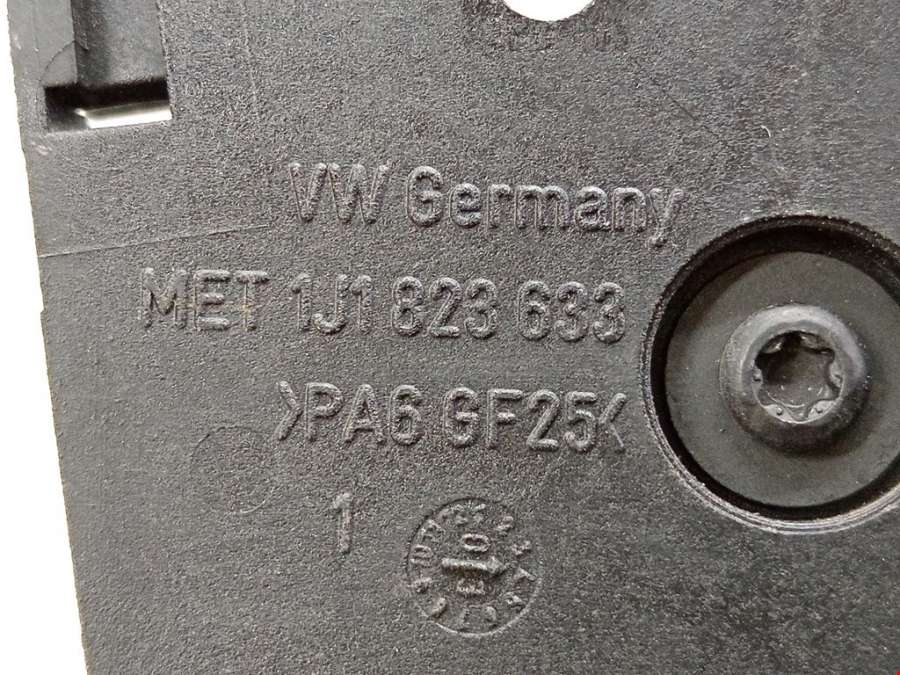 VW Germany
MET 1J1 823 633
>PA6 GF25<
1